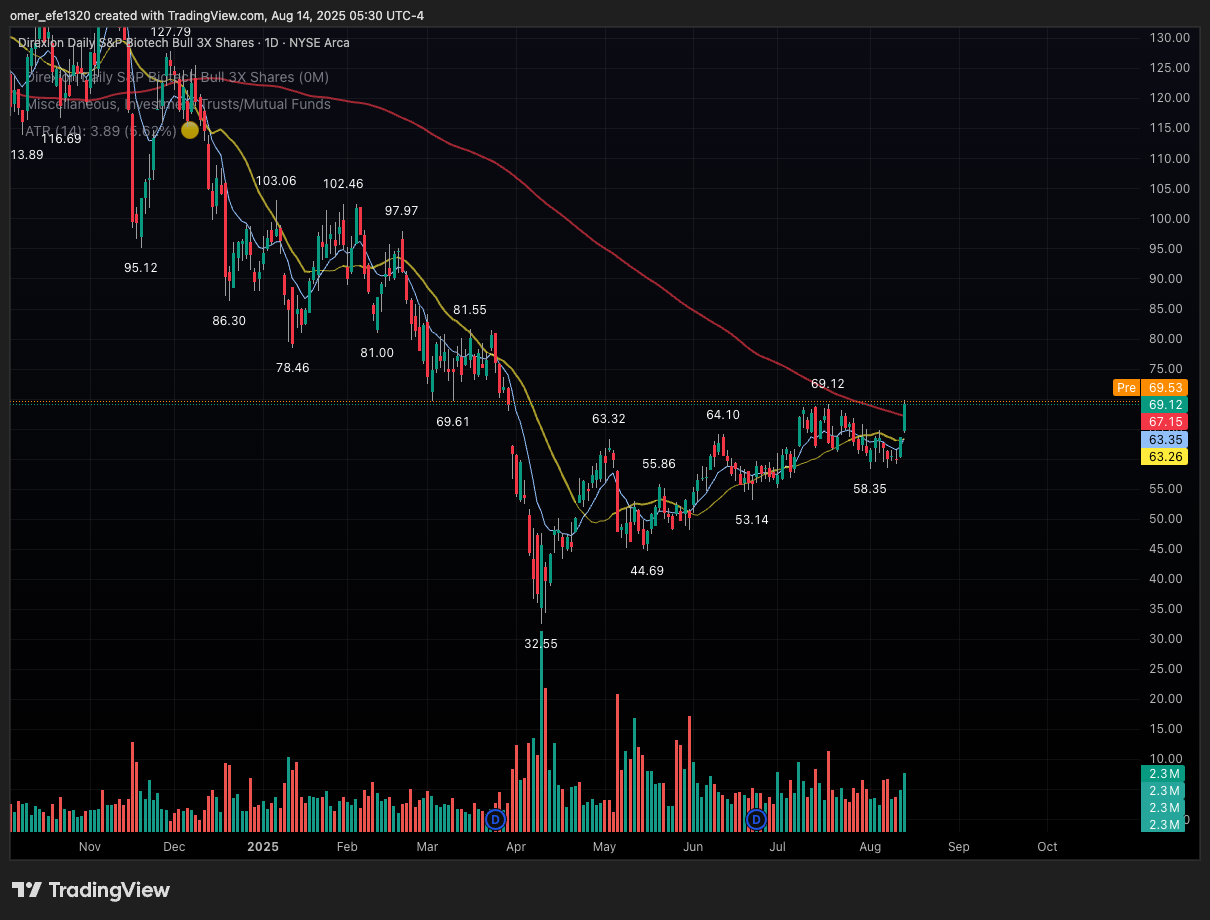 omer_efe1320 created with TradingView.com, Aug 14, 2025 05:30 UTC-4
127.79
130.00
Direxion Daily S&P Biotech Bull 3X Shares · 1D · NYSE Arca
125.00
Direxion Daily S&P Biotech Bull 3X Shares (0M)
120.00
Miscellaneous, Investment Trusts/Mutual Funds
115.00
ATR (14): 3.89 (5.62%)
116.69
13.89
110.00
105.00
103.06
102.46
97.97
100.00
95.00
95.12
90.00
86.30
85.00
81.55
80.00
81.00
78.46
75.00
69.12
Pre 69.53
69.12
69.61
63.32
64.10
67.15
63.35
63.26
55.86
58.35
55.00
53.14
50.00
45.00
44.69
40.00
35.00
32.55
30.00
25.00
20.00
15.00
10.00
2.3 M
2.3 M
2.3 M
2.3 M
D
D
Nov
Dec
2025
Feb
Mar
Apr
May
Jun
Jul
Aug
Sep
Oct
TradingView